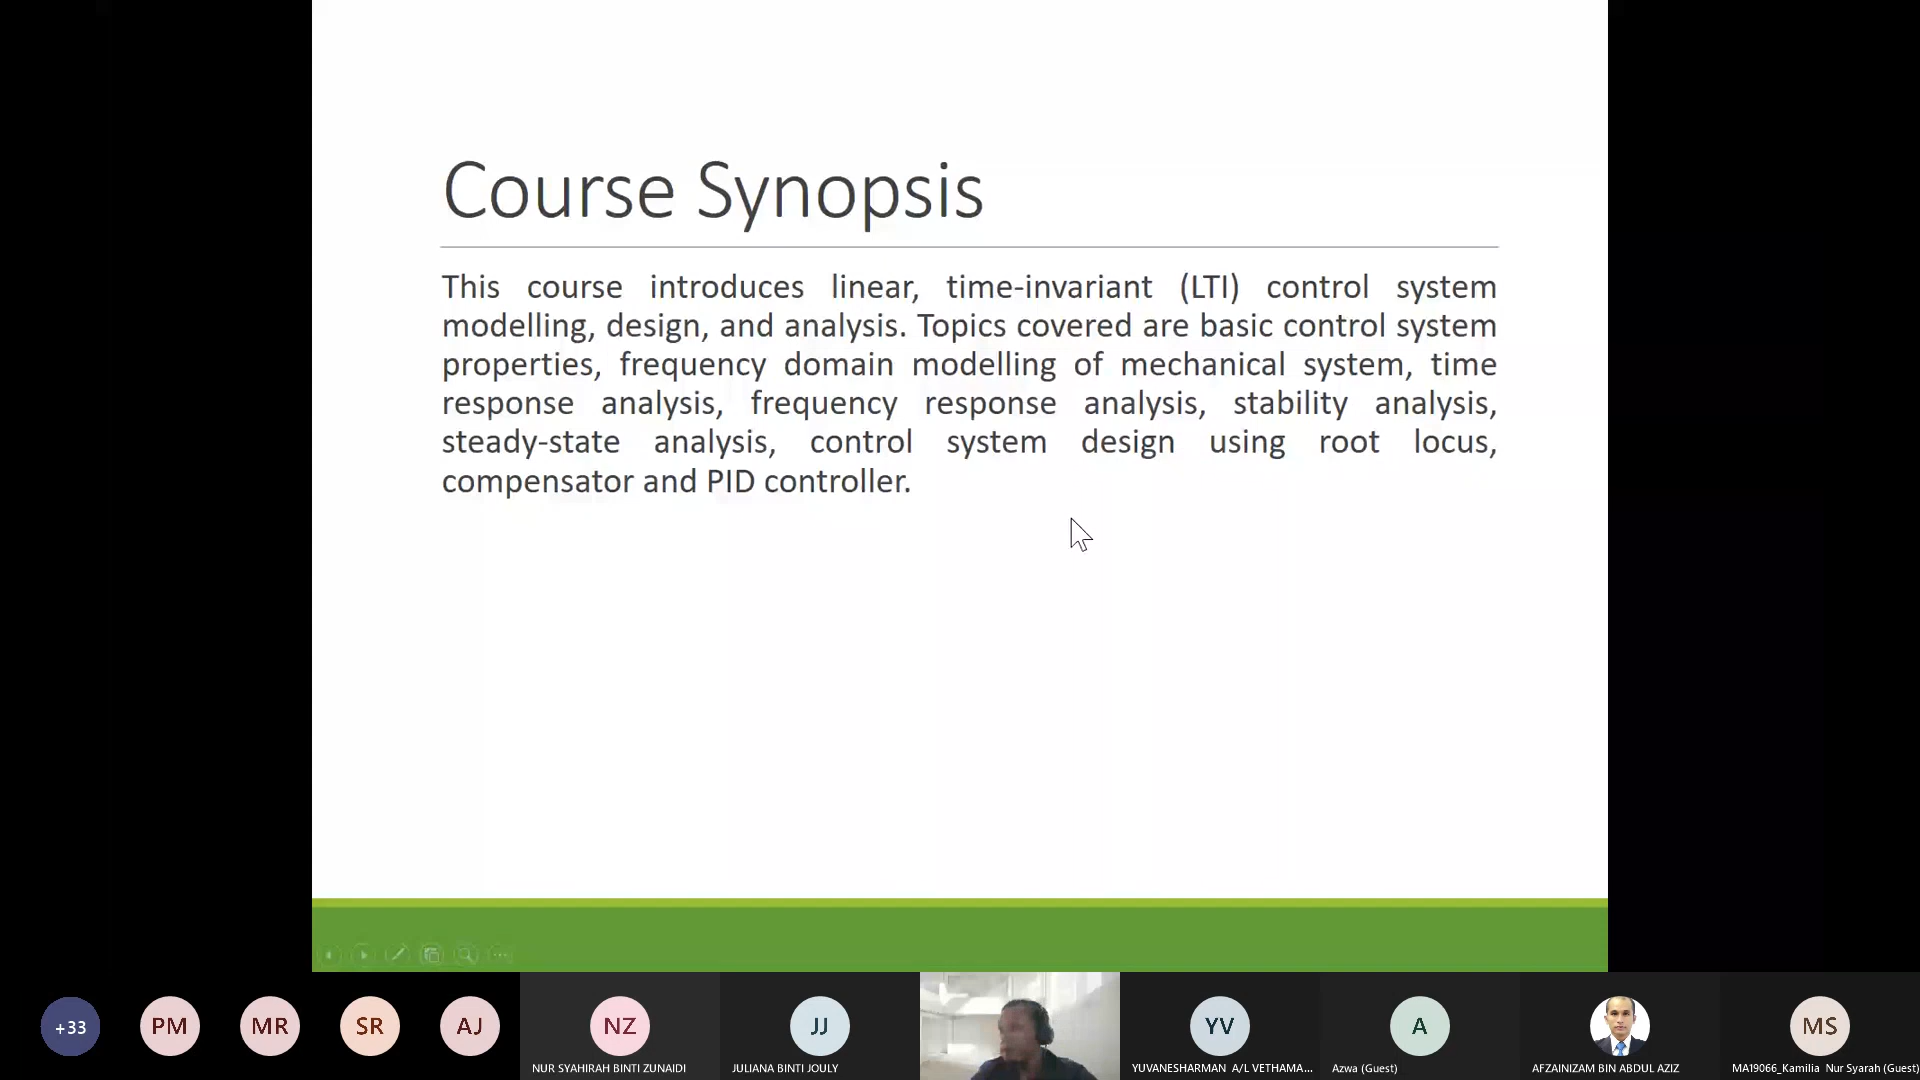 Course Synopsis
This course introduces linear, time-invariant (LTI) control system
modelling, design, and analysis. Topics covered are basic control system
properties, frequency domain modelling of mechanical system, time
response analysis, frequency response analysis, stability analysis,
steady-state analysis, control system design using root locus,
compensator and PID controller.
+33
PM
MR
SR
AJ
NZ
JJ
YV
A
MS
NUR SYAHIRAH BINTI ZUNAIDI
JULIANA BINTI JOULY
YUVANESHARMAN A/L VETHAMA...
Azwa (Guest)
AFZAINIZAM BIN ABDUL AZIZ
MA19066_Kamilia Nur Syarah (Guest)